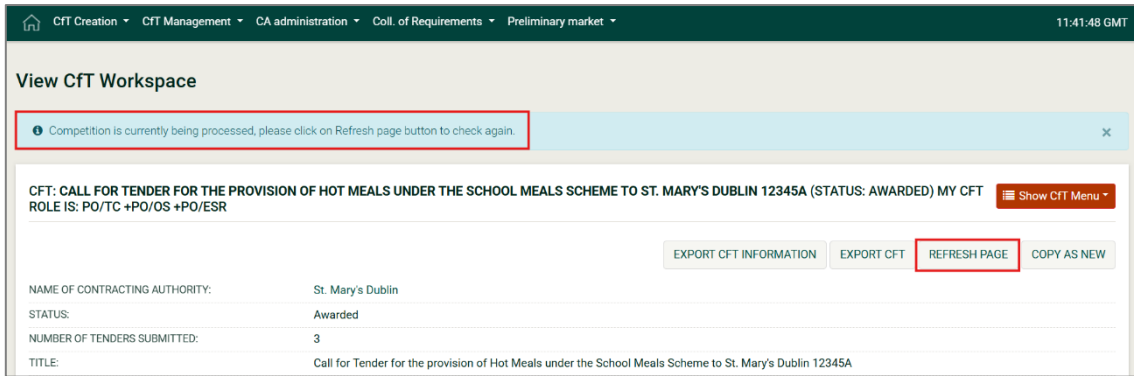 CfT Creation CfT Management CA administration Coll. of Requirements Preliminary market 11:41:48 GMT
View CfT Workspace
Competition is currently being processed, please click on Refresh page button to check again. ×
CFT: CALL FOR TENDER FOR THE PROVISION OF HOT MEALS UNDER THE SCHOOL MEALS SCHEME TO ST. MARY'S DUBLIN 12345A (STATUS: AWARDED) MY CFT
ROLE IS: PO/TC +PO/OS +PO/ESR
Show CfT Menu
EXPORT CFT INFORMATION EXPORT CFT REFRESH PAGE COPY AS NEW
NAME OF CONTRACTING AUTHORITY: St. Mary's Dublin
STATUS: Awarded
NUMBER OF TENDERS SUBMITTED: 3
TITLE: Call for Tender for the provision of Hot Meals under the School Meals Scheme to St. Mary's Dublin 12345A